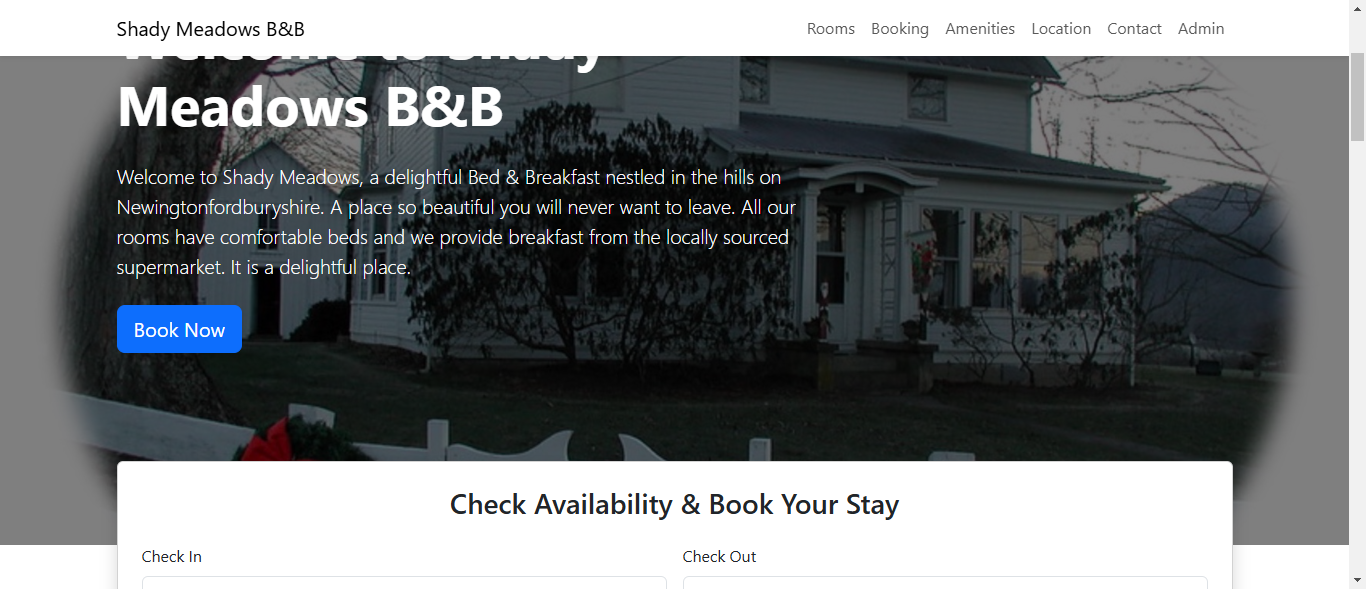 Shady Meadows B&B
Rooms Booking Amenities Location Contact Admin
Welcome to Shady
Meadows B&B
Welcome to Shady Meadows, a delightful Bed & Breakfast nestled in the hills on
Newingtonfordburyshire. A place so beautiful you will never want to leave. All our
rooms have comfortable beds and we provide breakfast from the locally sourced
supermarket. It is a delightful place.
Book Now
Check Availability & Book Your Stay
Check In
Check Out